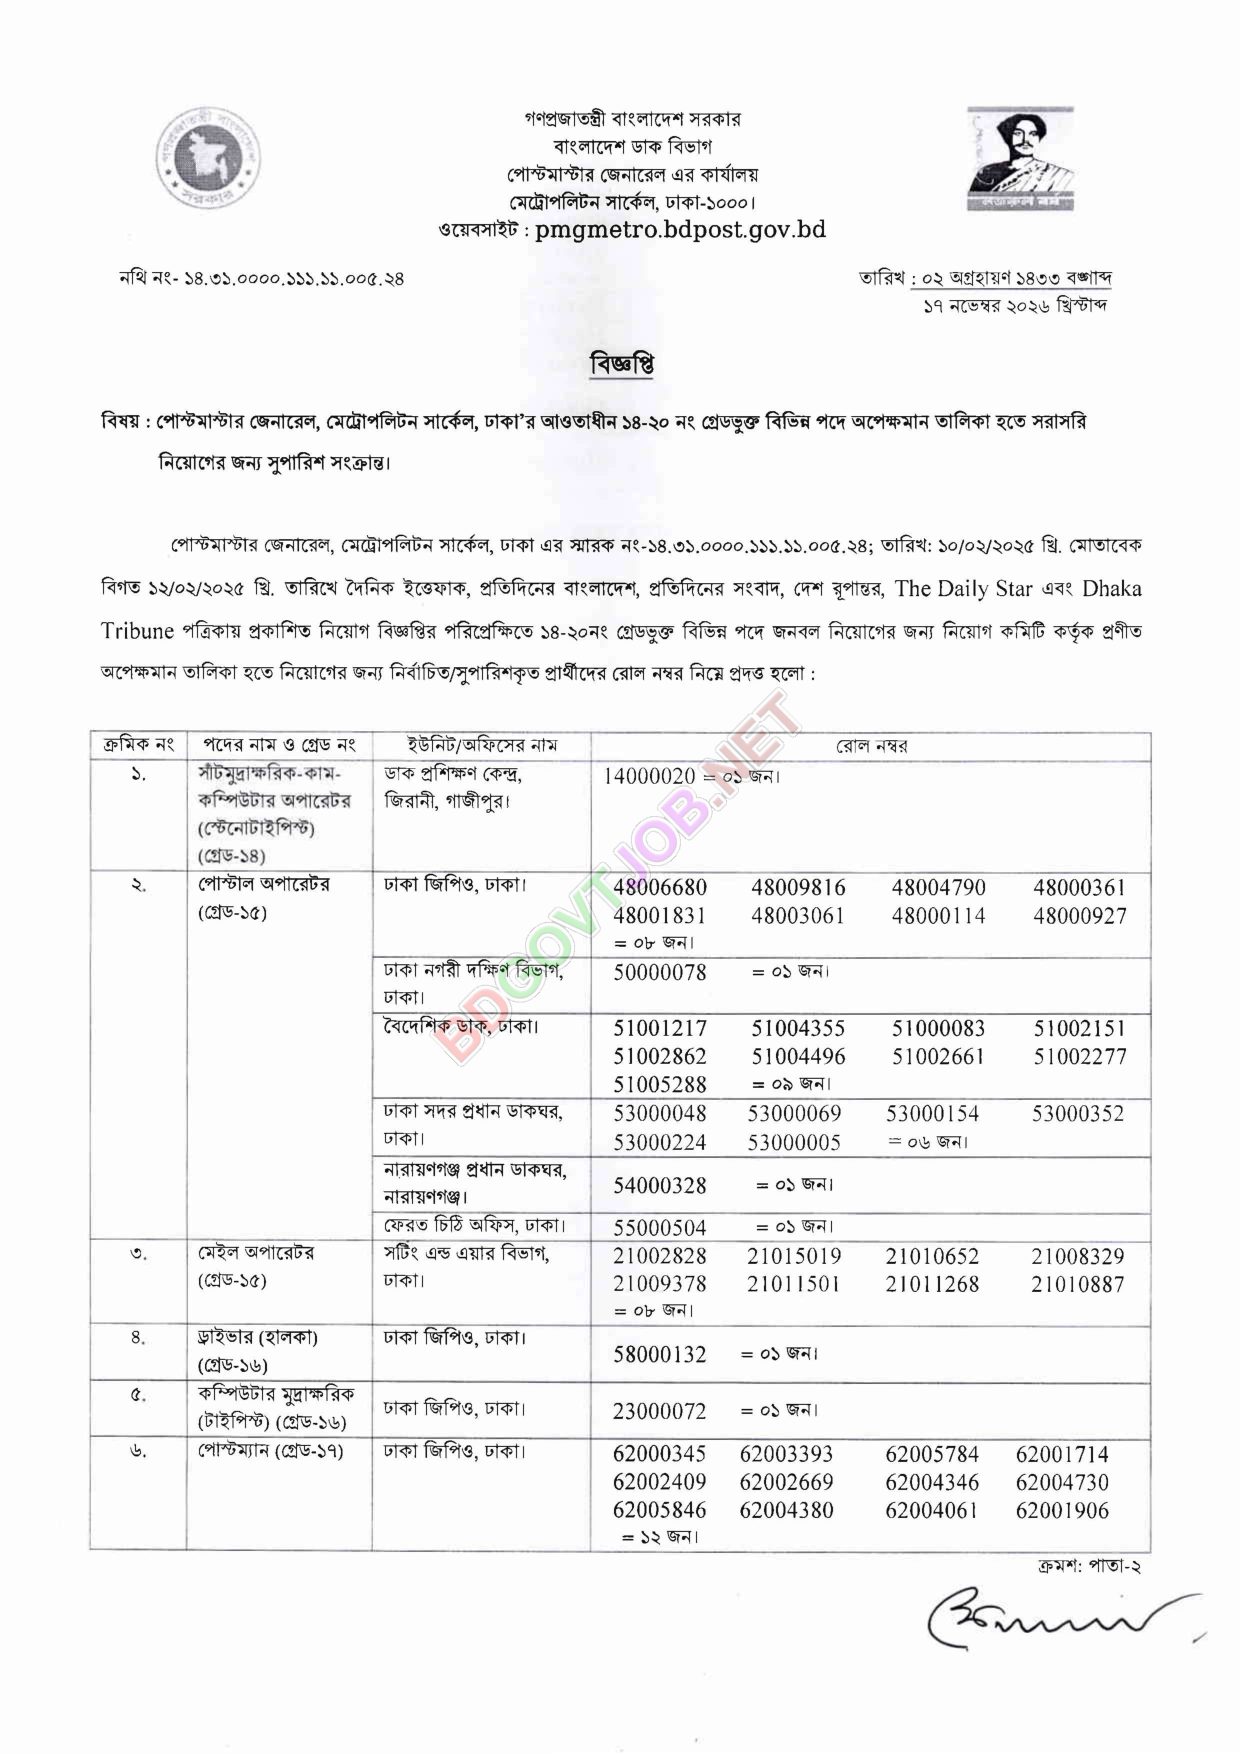 গণপ্রজাতন্ত্রী বাংলাদেশ সরকার
বাংলাদেশ ডাক বিভাগ
পোস্টমাস্টার জেনারেল এর কার্যালয়
মেট্রোপলিটন সার্কেল, ঢাকা-১০০০।
ওয়েবসাইট : pmgmetro.bdpost.gov.bd
নথি নং- ১৪.৩১.০০০০.১১১.১১.০০৫.২৪
তারিখ : ০২ অগ্রহায়ণ ১৪৩৩ বঙ্গাব্দ
১৭ নভেম্বর ২০২৬ খ্রিস্টাব্দ
বিজ্ঞপ্তি
বিষয় : পোস্টমাস্টার জেনারেল, মেট্রোপলিটন সার্কেল, ঢাকা’র আওতাধীন ১৪-২০ নং গ্রেডভুক্ত বিভিন্ন পদে অপেক্ষমান তালিকা হতে সরাসরি
নিয়োগের জন্য সুপারিশ সংক্রান্ত।
পোস্টমাস্টার জেনারেল, মেট্রোপলিটন সার্কেল, ঢাকা এর স্মারক নং-১৪.৩১.০০০০.১১১.১১.০০৫.২৪; তারিখ: ১০/০২/২০২৫ খ্রি. মোতাবেক
বিগত ১২/০২/২০২৫ খ্রি. তারিখে দৈনিক ইত্তেফাক, প্রতিদিনের বাংলাদেশ, প্রতিদিনের সংবাদ, দেশ রূপান্তর, The Daily Star এবং Dhaka
Tribune পত্রিকায় প্রকাশিত নিয়োগ বিজ্ঞপ্তির পরিপ্রেক্ষিতে ১৪-২০নং গ্রেডভুক্ত বিভিন্ন পদে জনবল নিয়োগের জন্য নিয়োগ কমিটি কর্তৃক প্রণীত
অপেক্ষমান তালিকা হতে নিয়োগের জন্য নির্বাচিত/সুপারিশকৃত প্রার্থীদের রোল নম্বর নিম্নে প্রদত্ত হলো :
ক্রমিক নং পদের নাম ও গ্রেড নং ইউনিট/অফিসের নাম রোল নম্বর
১. সাঁটমুদ্রাক্ষরিক-কাম- ডাক প্রশিক্ষণ কেন্দ্র, 14000020 = ০১ জন।
কম্পিউটার অপারেটর জিরানী, গাজীপুর।
(স্টেনোটাইপিস্ট)
(গ্রেড-১৪)
২. পোস্টাল অপারেটর ঢাকা জিপিও, ঢাকা। 48006680 48009816 48004790 48000361
(গ্রেড-১৫) 48001831 48003061 48000114 48000927
= ০৮ জন।
ঢাকা নগরী দক্ষিণ বিভাগ, 50000078 = ০১ জন।
ঢাকা।
বৈদেশিক ডাক, ঢাকা। 51001217 51004355 51000083 51002151
51002862 51004496 51002661 51002277
51005288 = ০৯ জন।
ঢাকা সদর প্রধান ডাকঘর, 53000048 53000069 53000154 53000352
ঢাকা। 53000224 53000005 = ০৬ জন।
নারায়ণগঞ্জ প্রধান ডাকঘর, 54000328 = ০১ জন।
নারায়ণগঞ্জ।
ফেরত চিঠি অফিস, ঢাকা। 55000504 = ০১ জন।
৩. মেইল অপারেটর সর্টিং এন্ড এয়ার বিভাগ, 21002828 21015019 21010652 21008329
(গ্রেড-১৫) ঢাকা। 21009378 21011501 21011268 21010887
= ০৮ জন।
৪. ড্রাইভার (হালকা) ঢাকা জিপিও, ঢাকা। 58000132 = ০১ জন।
(গ্রেড-১৬)
৫. কম্পিউটার মুদ্রাক্ষরিক ঢাকা জিপিও, ঢাকা। 23000072 = ০১ জন।
(টাইপিস্ট) (গ্রেড-১৬)
৬. পোস্টম্যান (গ্রেড-১৭) ঢাকা জিপিও, ঢাকা। 62000345 62003393 62005784 62001714
62002409 62002669 62004346 62004730
62005846 62004380 62004061 62001906
= ১২ জন।
ক্রমশ: পাতা-২
BDGOVTJOB.NET